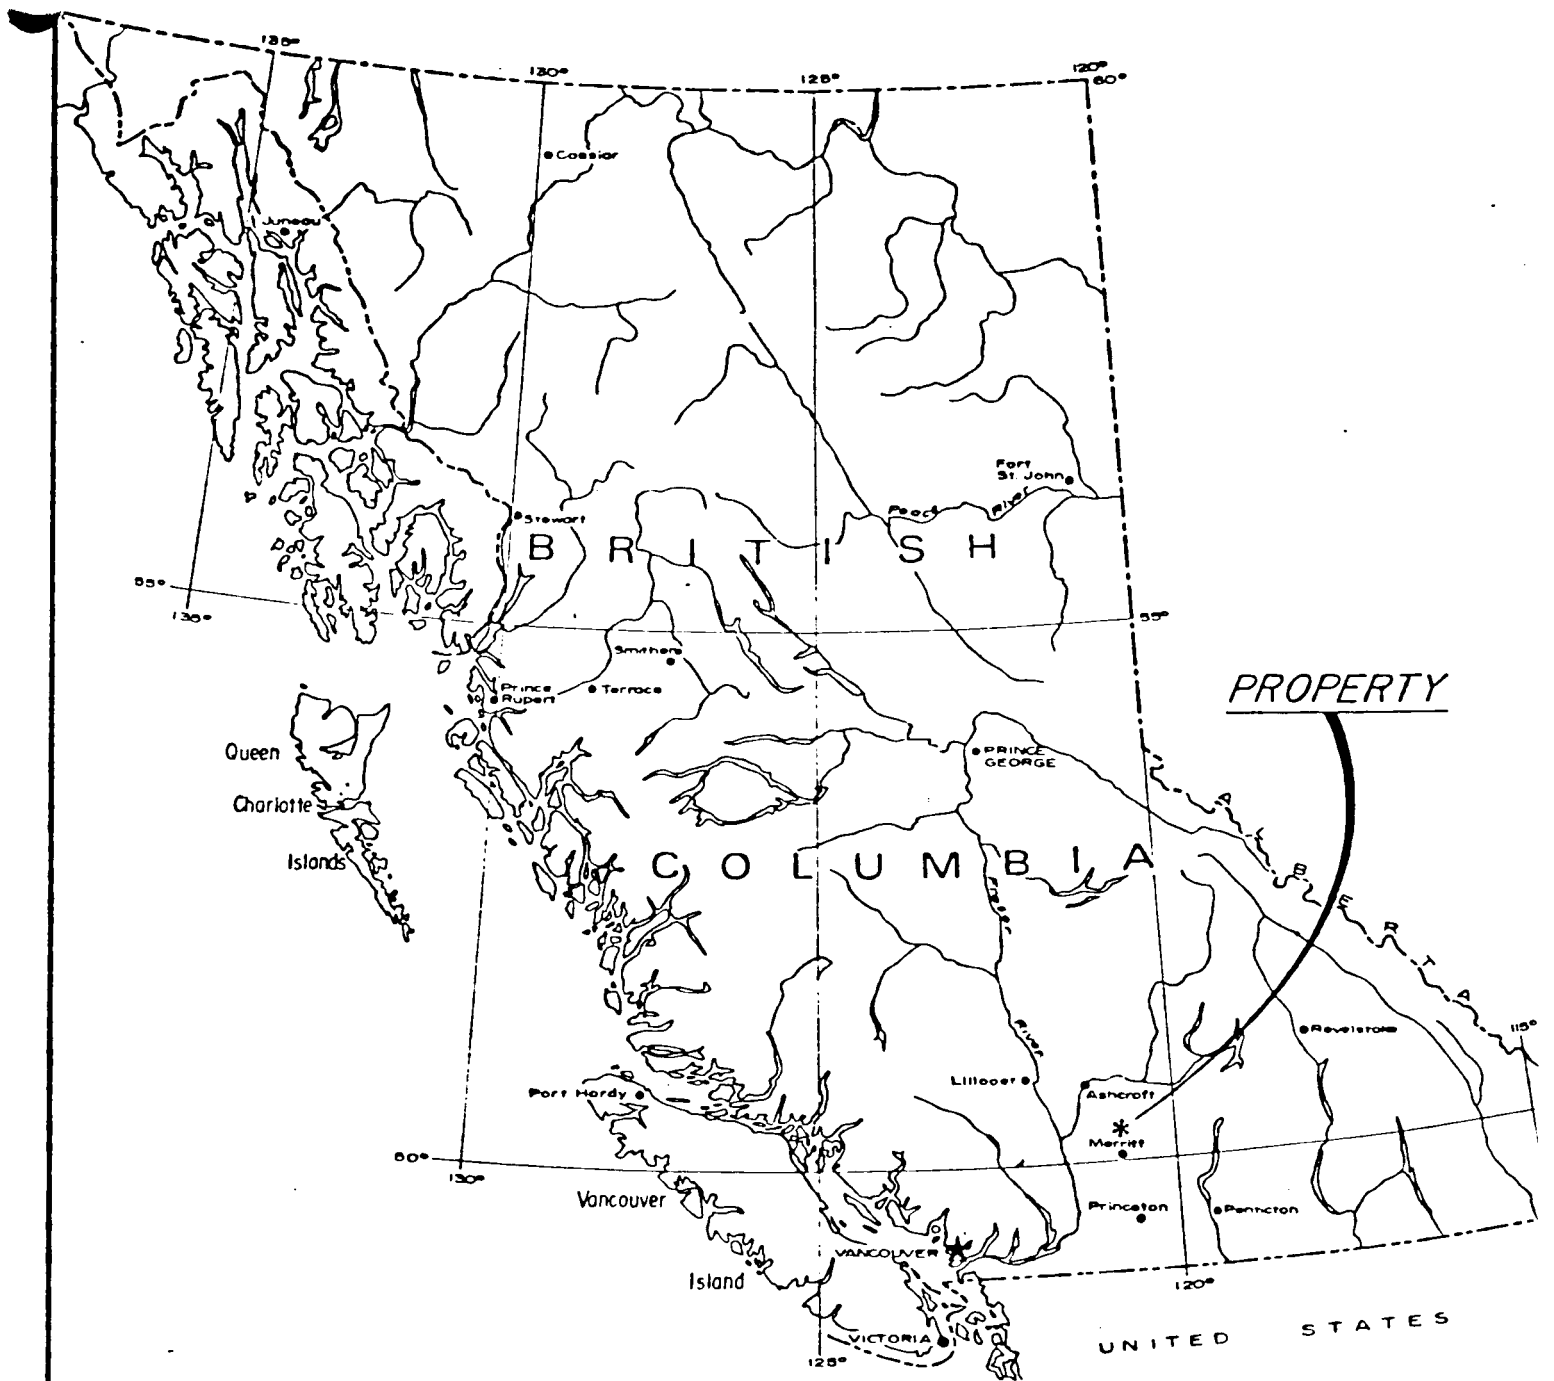 135°
130°
125°
120°
60°
Cassiar
Juneau
Fort
St. John
Peace River
Stewart
BRITISH
55°
135°
55°
Smithers
Terrace
Prince
Rupert
PROPERTY
Queen
Charlotte
Islands
PRINCE
GEORGE
ALBERTA
COLUMBIA
Fraser
River
Revelstoke
115°
Lillooet
Ashcroft
Port Hardy
*
Merritt
50°
130°
Vancouver
Island
Princeton
Penticton
VANCOUVER
120°
VICTORIA
125°
UNITED STATES